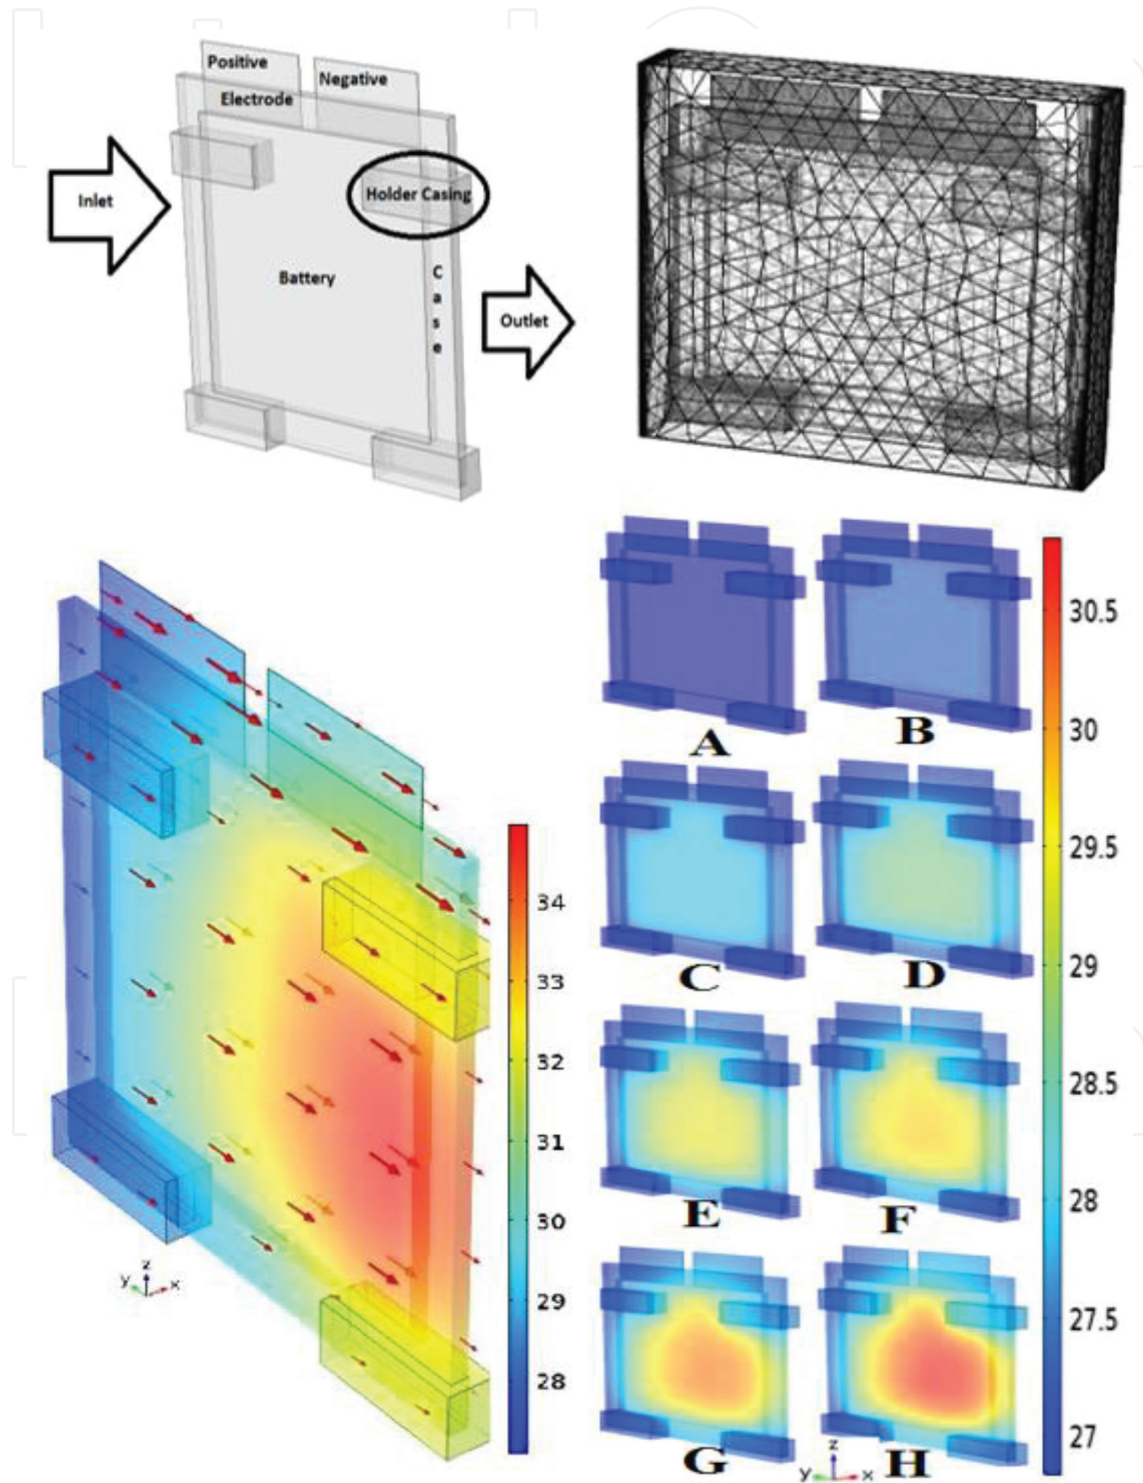 Positive
Negative
Electrode
Inlet
Holder Casing
Battery
Case
Outlet
A
B
30.5
30
C
D
29.5
29
34
33
32
31
30
29
28
E
F
28.5
28
G
H
27.5
27
z
y
x
z
y
x